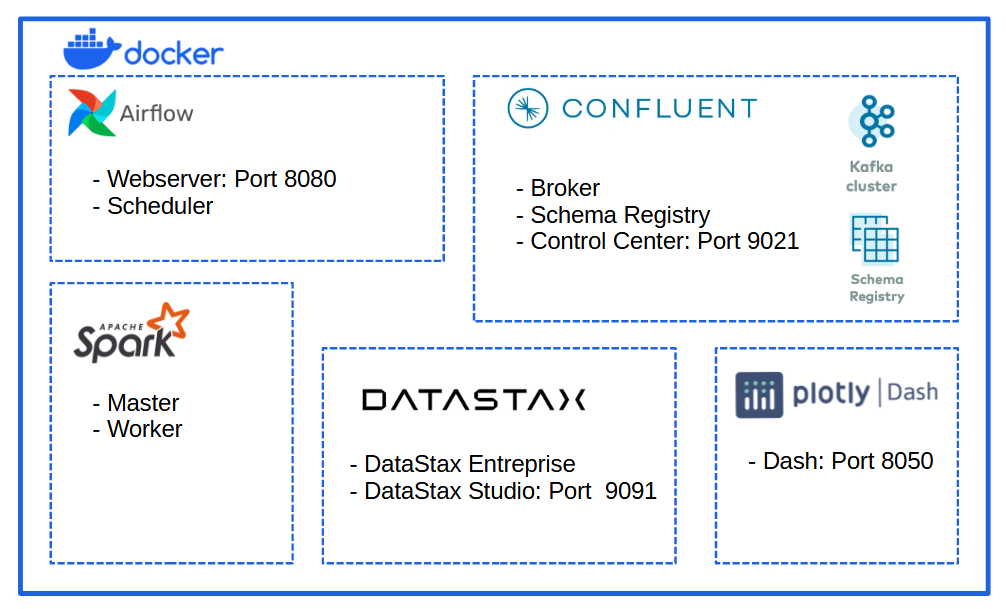 docker
Airflow
- Webserver: Port 8080
- Scheduler
CONFLUENT
Kafka
cluster
- Broker
- Schema Registry
- Control Center: Port 9021
Schema
Registry
APACHE
Spark
- Master
- Worker
DATASTAX
- DataStax Entreprise
- DataStax Studio: Port  9091
plotly | Dash
- Dash: Port 8050